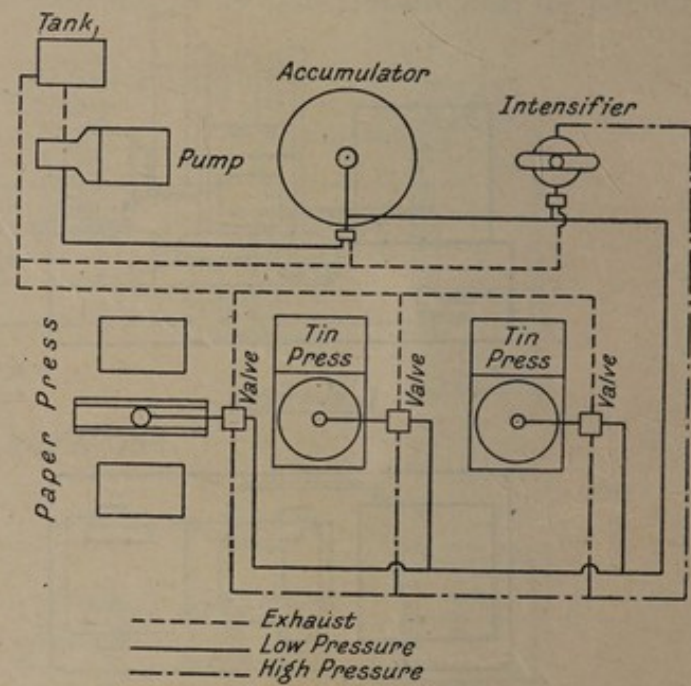 Tank,
Accumulator
Intensifier
Pump
Paper Press
Tin
Press
Valve
Tin
Press
Valve
Valve
Exhaust
Low Pressure
High Pressure